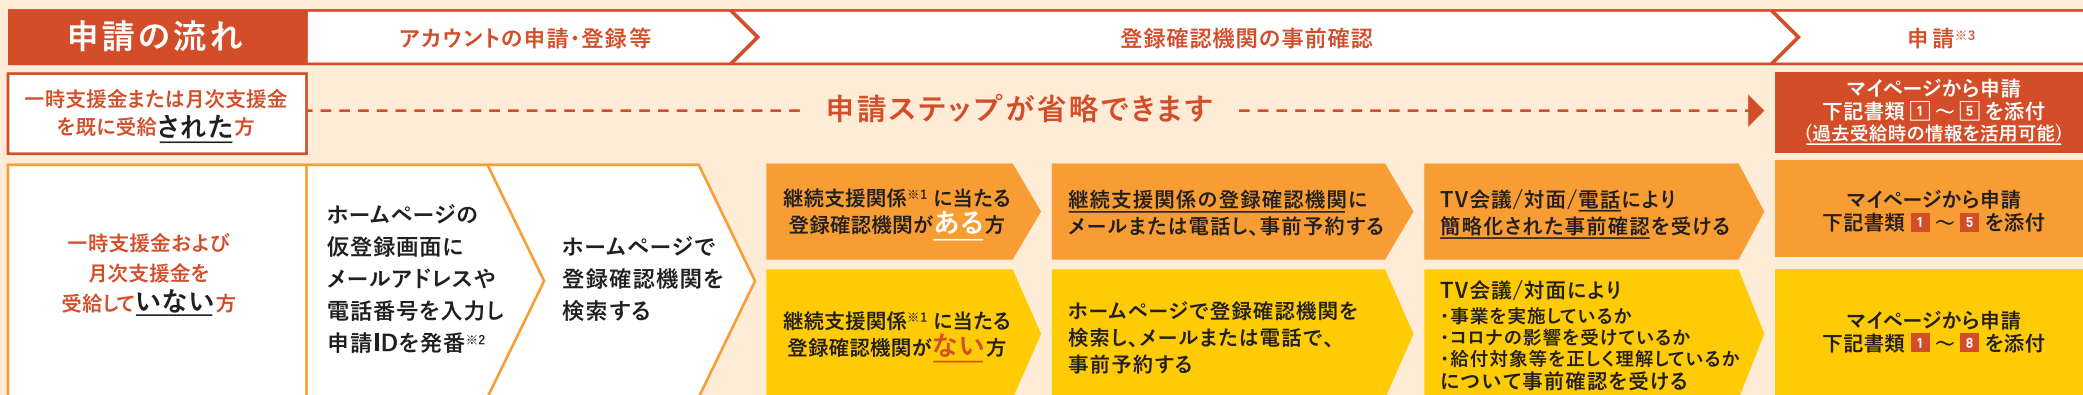 申請の流れ
アカウントの申請・登録等
登録確認機関の事前確認
申請※3
一時支援金または月次支援金
を既に受給された方
申請ステップが省略できます
マイページから申請
下記書類1～5を添付
(過去受給時の情報を活用可能)
一時支援金および
月次支援金を
受給していない方
ホームページの
仮登録画面に
メールアドレスや
電話番号を入力し
申請IDを発番※2
ホームページで
登録確認機関を
検索する
継続支援関係※1に当たる
登録確認機関がある方
継続支援関係の登録確認機関に
メールまたは電話し、事前予約する
TV会議/対面/電話により
簡略化された事前確認を受ける
マイページから申請
下記書類1～5を添付
継続支援関係※1に当たる
登録確認機関がない方
ホームページで登録確認機関を
検索し、メールまたは電話で、
事前予約する
TV会議/対面により
・事業を実施しているか
・コロナの影響を受けているか
・給付対象等を正しく理解しているか
について事前確認を受ける
マイページから申請
下記書類1～8を添付